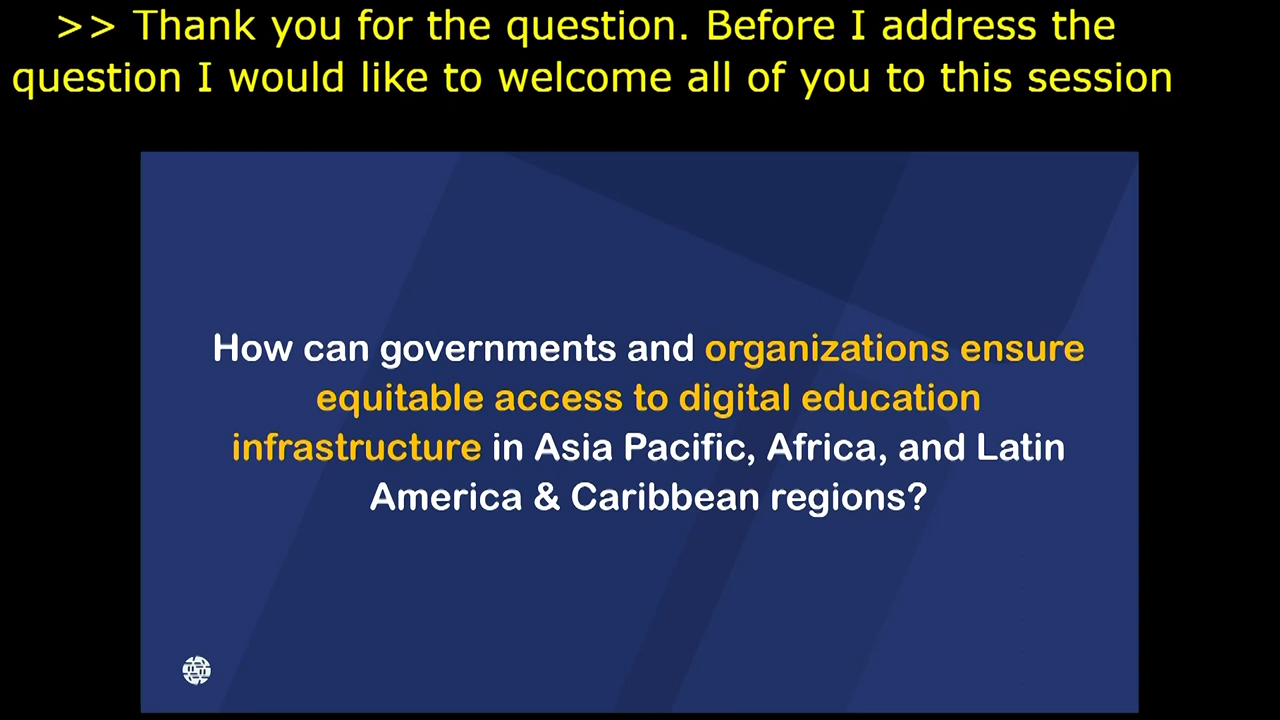 >> Thank you for the question. Before I address the
question I would like to welcome all of you to this session
How can governments and organizations ensure
equitable access to digital education
infrastructure in Asia Pacific, Africa, and Latin
America & Caribbean regions?